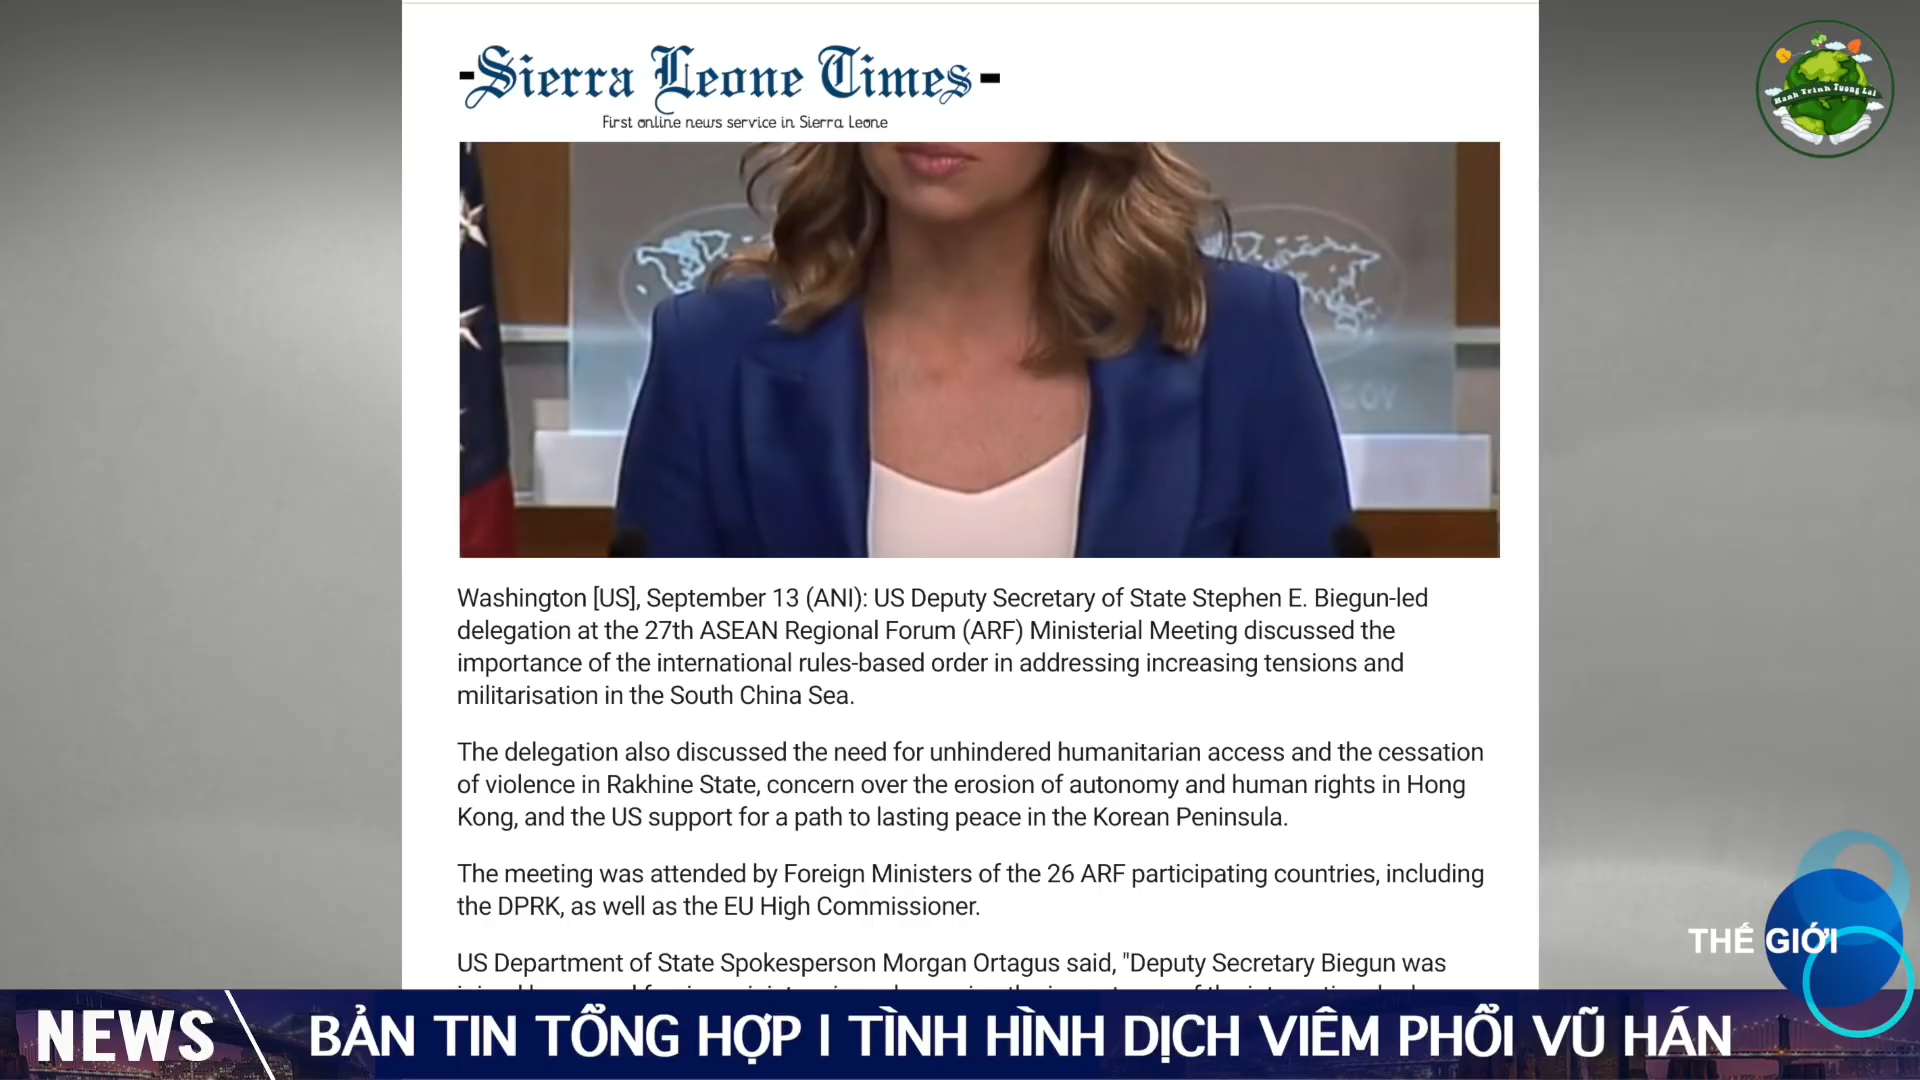 Sierra Leone Times
First online news service in Sierra Leone
Hanh Trinh Tuong Lai
.GOV
Washington [US], September 13 (ANI): US Deputy Secretary of State Stephen E. Biegun-led
delegation at the 27th ASEAN Regional Forum (ARF) Ministerial Meeting discussed the
importance of the international rules-based order in addressing increasing tensions and
militarisation in the South China Sea.
The delegation also discussed the need for unhindered humanitarian access and the cessation
of violence in Rakhine State, concern over the erosion of autonomy and human rights in Hong
Kong, and the US support for a path to lasting peace in the Korean Peninsula.
The meeting was attended by Foreign Ministers of the 26 ARF participating countries, including
the DPRK, as well as the EU High Commissioner.
US Department of State Spokesperson Morgan Ortagus said, "Deputy Secretary Biegun was
THẾ GIỚI
NEWS
BẢN TIN TỔNG HỢP | TÌNH HÌNH DỊCH VIÊM PHỔI VŨ HÁN